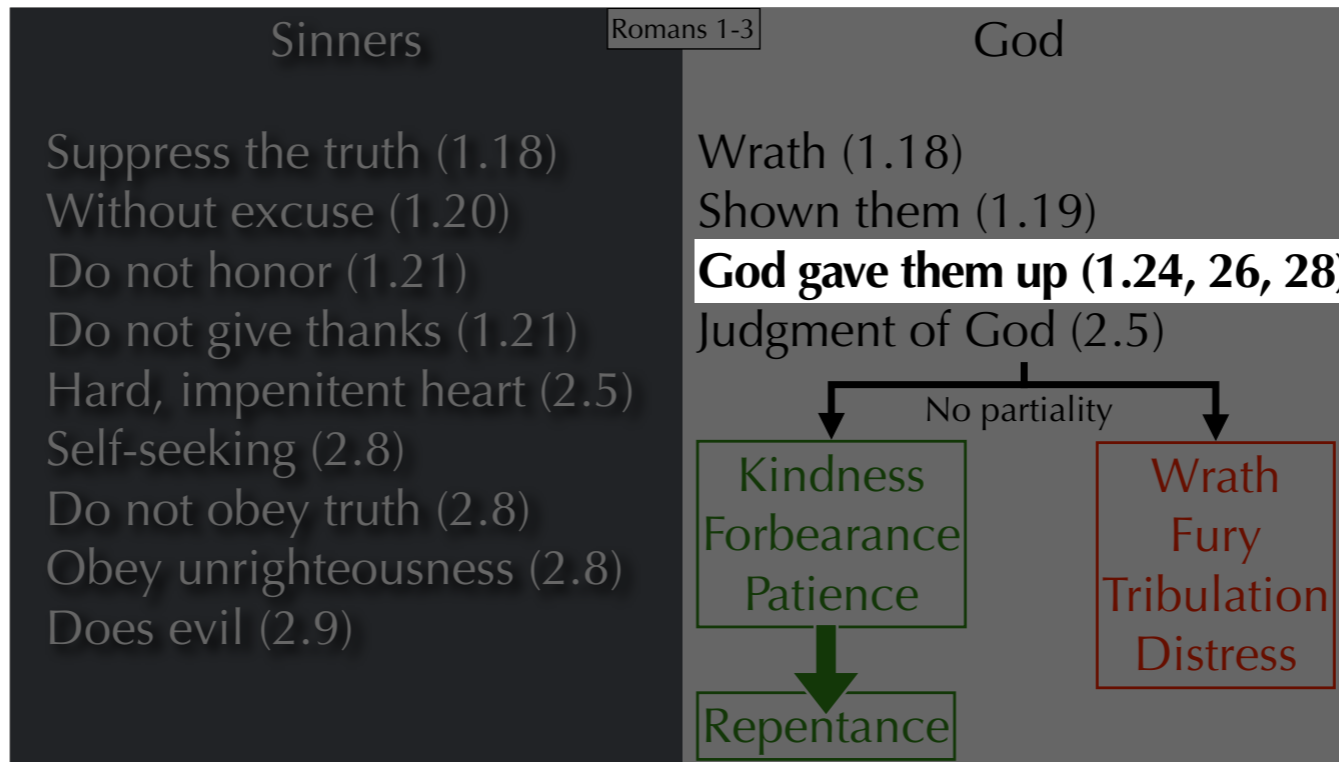 Romans 1-3
Sinners
Suppress the truth (1.18)
Without excuse (1.20)
Do not honor (1.21)
Do not give thanks (1.21)
Hard, impenitent heart (2.5)
Self-seeking (2.8)
Do not obey truth (2.8)
Obey unrighteousness (2.8)
Does evil (2.9)
God
Wrath (1.18)
Shown them (1.19)
God gave them up (1.24, 26, 28)
Judgment of God (2.5)
No partiality
Kindness
Forbearance
Patience
Repentance
Wrath
Fury
Tribulation
Distress